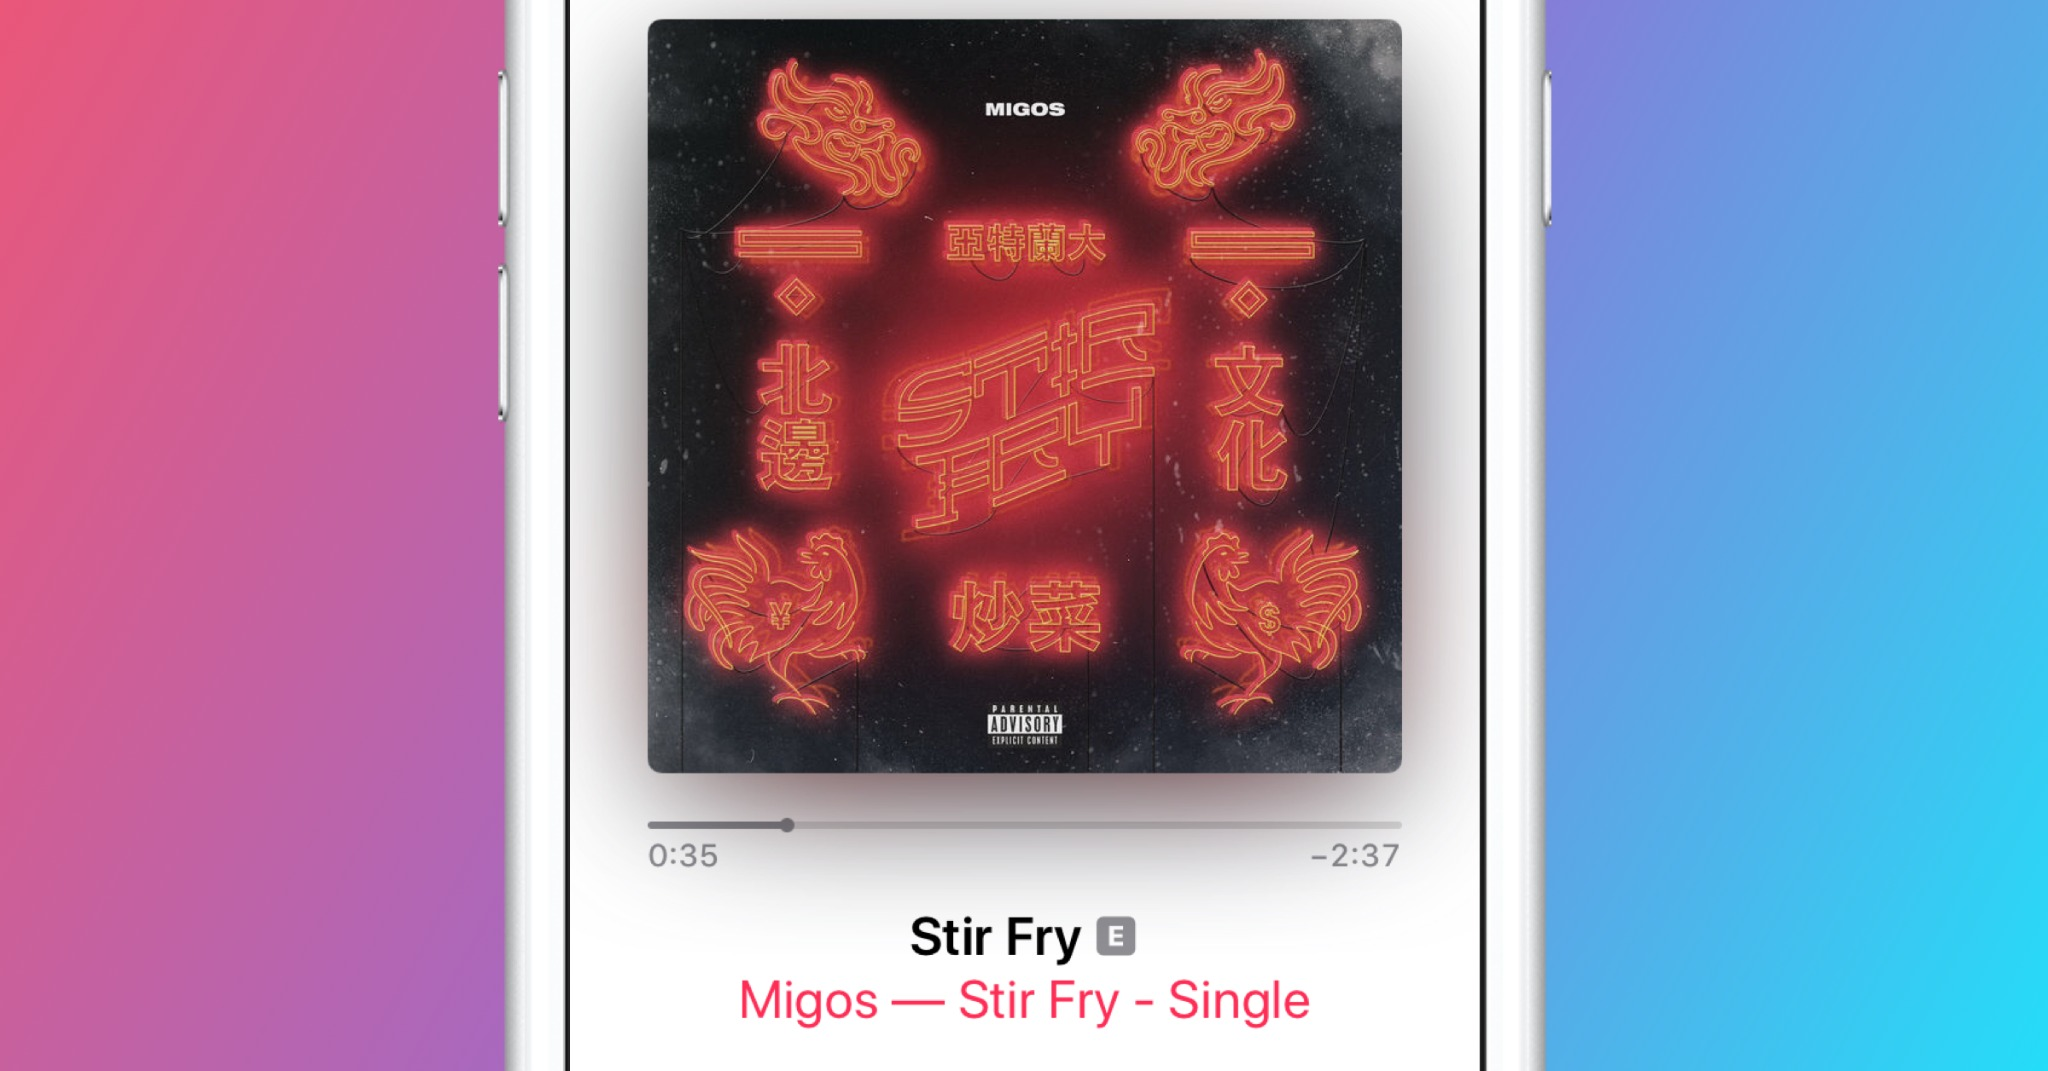 MIGOS
亞特蘭大
STIR
FRY
北邊
文化
¥
$
炒菜
PARENTAL
ADVISORY
EXPLICIT CONTENT
0:35
−2:37
Stir Fry E
Migos — Stir Fry - Single